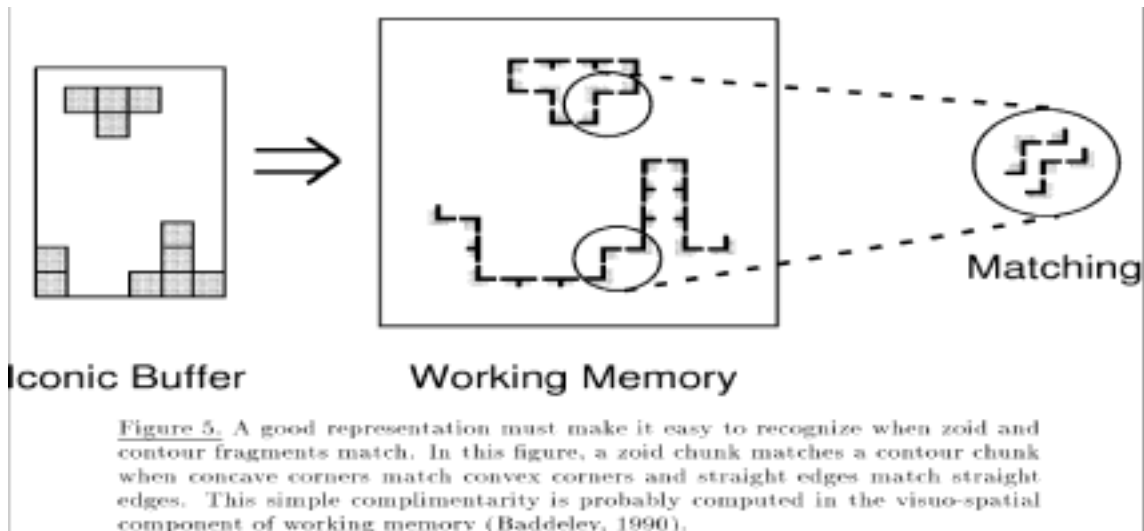 Matching
Iconic Buffer
Working Memory
Figure 5. A good representation must make it easy to recognize when zoid and
contour fragments match. In this figure, a zoid chunk matches a contour chunk
when concave corners match convex corners and straight edges match straight
edges. This simple complimentarity is probably computed in the visuo-spatial
component of working memory (Baddeley, 1990).